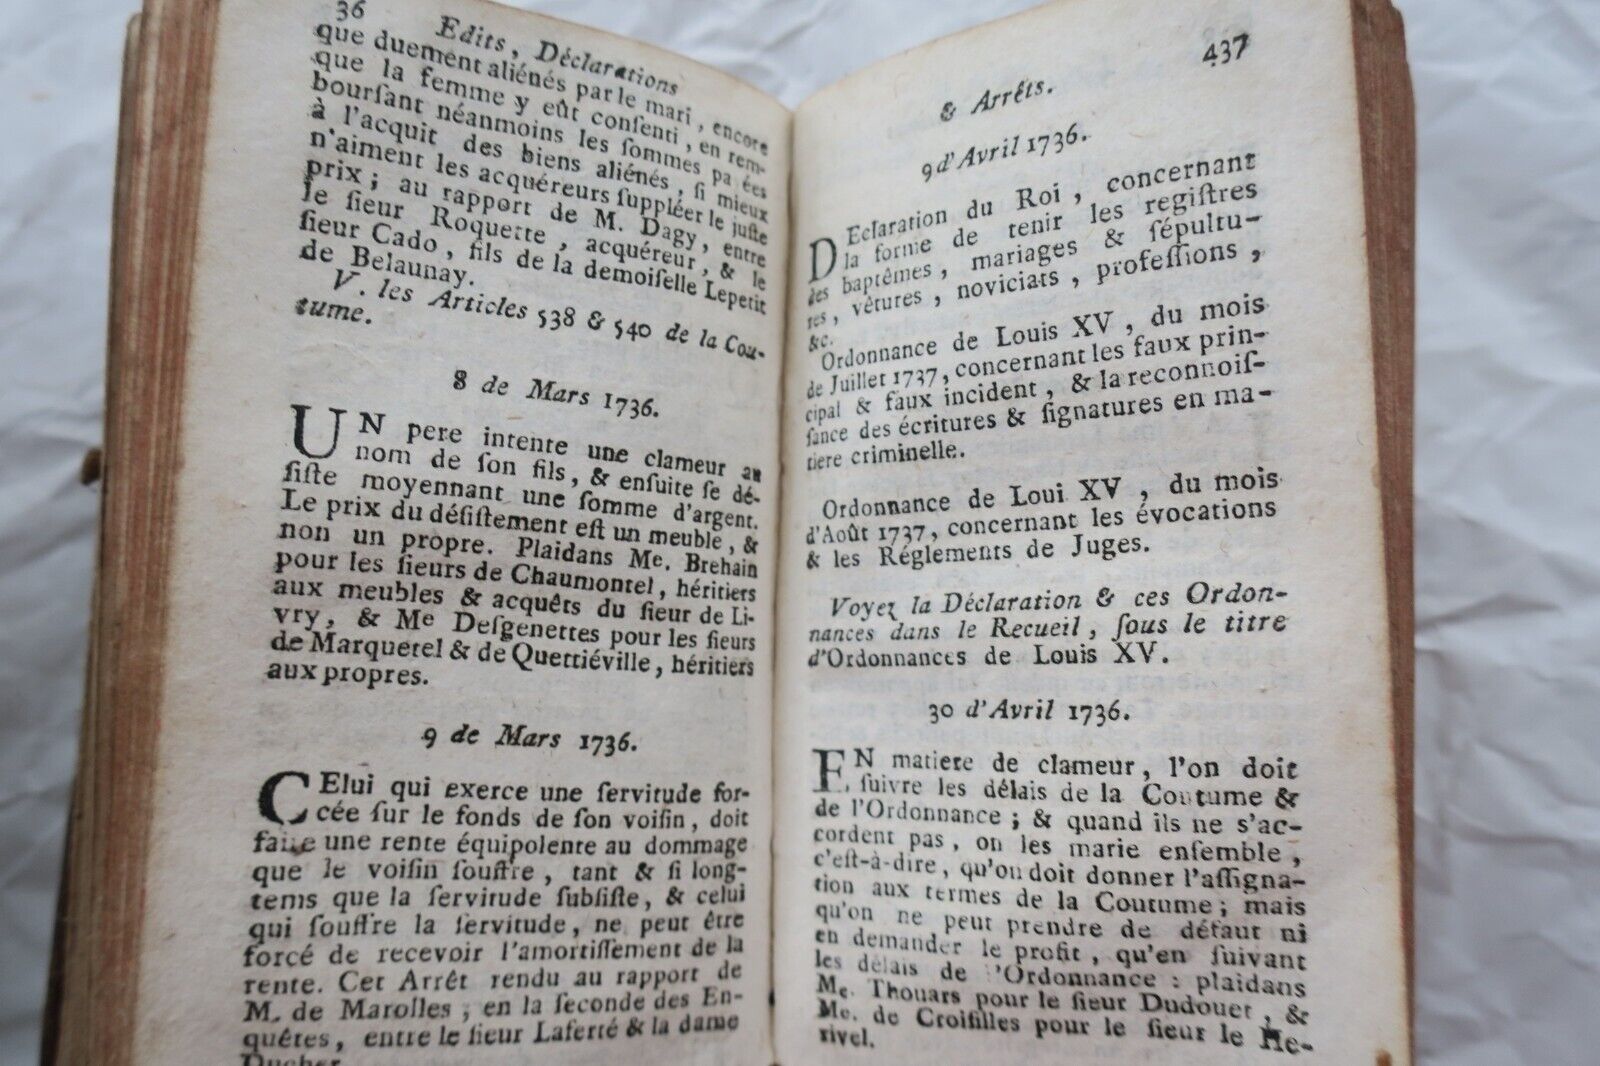 36
Edits, Déclarations
que duement aliénés par le mari, encore
que la femme y eût conſenti, en rem-
bourſant néanmoins les ſommes pa ées
à l'acquit des biens aliénés, ſi mieux
n'aiment les acquéreurs ſuppléer le juſte
prix; au rapport de M. Dagy, entre
le ſieur Roquette, acquéreur, & le
ſieur Cado, fils de la demoiſelle Lepetit
de Belaunay.
V. les Articles 538 & 540 de la Cou-
tume.
8 de Mars 1736.
UN pere intente une clameur au
nom de ſon fils, & enſuite ſe dé-
ſiſte moyennant une ſomme d'argent.
Le prix du déſiſtement eſt un meuble, &
non un propre. Plaidans Me. Brehain
pour les ſieurs de Chaumontel, héritiers
aux meubles & acquêts du ſieur de Li-
vry, & Me Deſgenettes pour les ſieurs
de Marquetel & de Quettiéville, héritiers
aux propres.
9 de Mars 1736.
CElui qui exerce une ſervitude for-
cée ſur le fonds de ſon voiſin, doit
faire une rente équipolente au dommage
que le voiſin ſouffre, tant & ſi long-
tems que la ſervitude ſubſiſte, & celui
qui ſouffre la ſervitude, ne peut être
forcé de recevoir l'amortiſſement de la
rente. Cet Arrêt rendu au rapport de
M. de Marolles, en la ſeconde des En-
quêtes, entre le ſieur Laferté & la dame
Ducher
& Arrêts.
437
9 d'Avril 1736.
DEclaration du Roi, concernant
la forme de tenir les regiſtres
des baptêmes, mariages & ſépultu-
res, vêtures, noviciats, profeſſions,
&c.
Ordonnance de Louis XV, du mois
de Juillet 1737, concernant les faux prin-
cipal & faux incident, & la reconnoiſ-
ſance des écritures & ſignatures en ma-
tiere criminelle.
Ordonnance de Loui XV, du mois
d'Août 1737, concernant les évocations
& les Réglements de Juges.
Voyez la Déclaration & ces Ordon-
nances dans le Recueil, ſous le titre
d'Ordonnances de Louis XV.
30 d'Avril 1736.
EN matiere de clameur, l'on doit
ſuivre les délais de la Coutume &
de l'Ordonnance; & quand ils ne s'ac-
cordent pas, on les marie enſemble,
c'eſt-à-dire, qu'on doit donner l'aſſigna-
tion aux termes de la Coutume; mais
qu'on ne peut prendre de défaut ni
en demander le profit, qu'en ſuivant
les délais de l'Ordonnance: plaidans
Me. Thouars pour le ſieur Dudouet, &
Me. de Croiſilles pour le ſieur le He-
rivel.